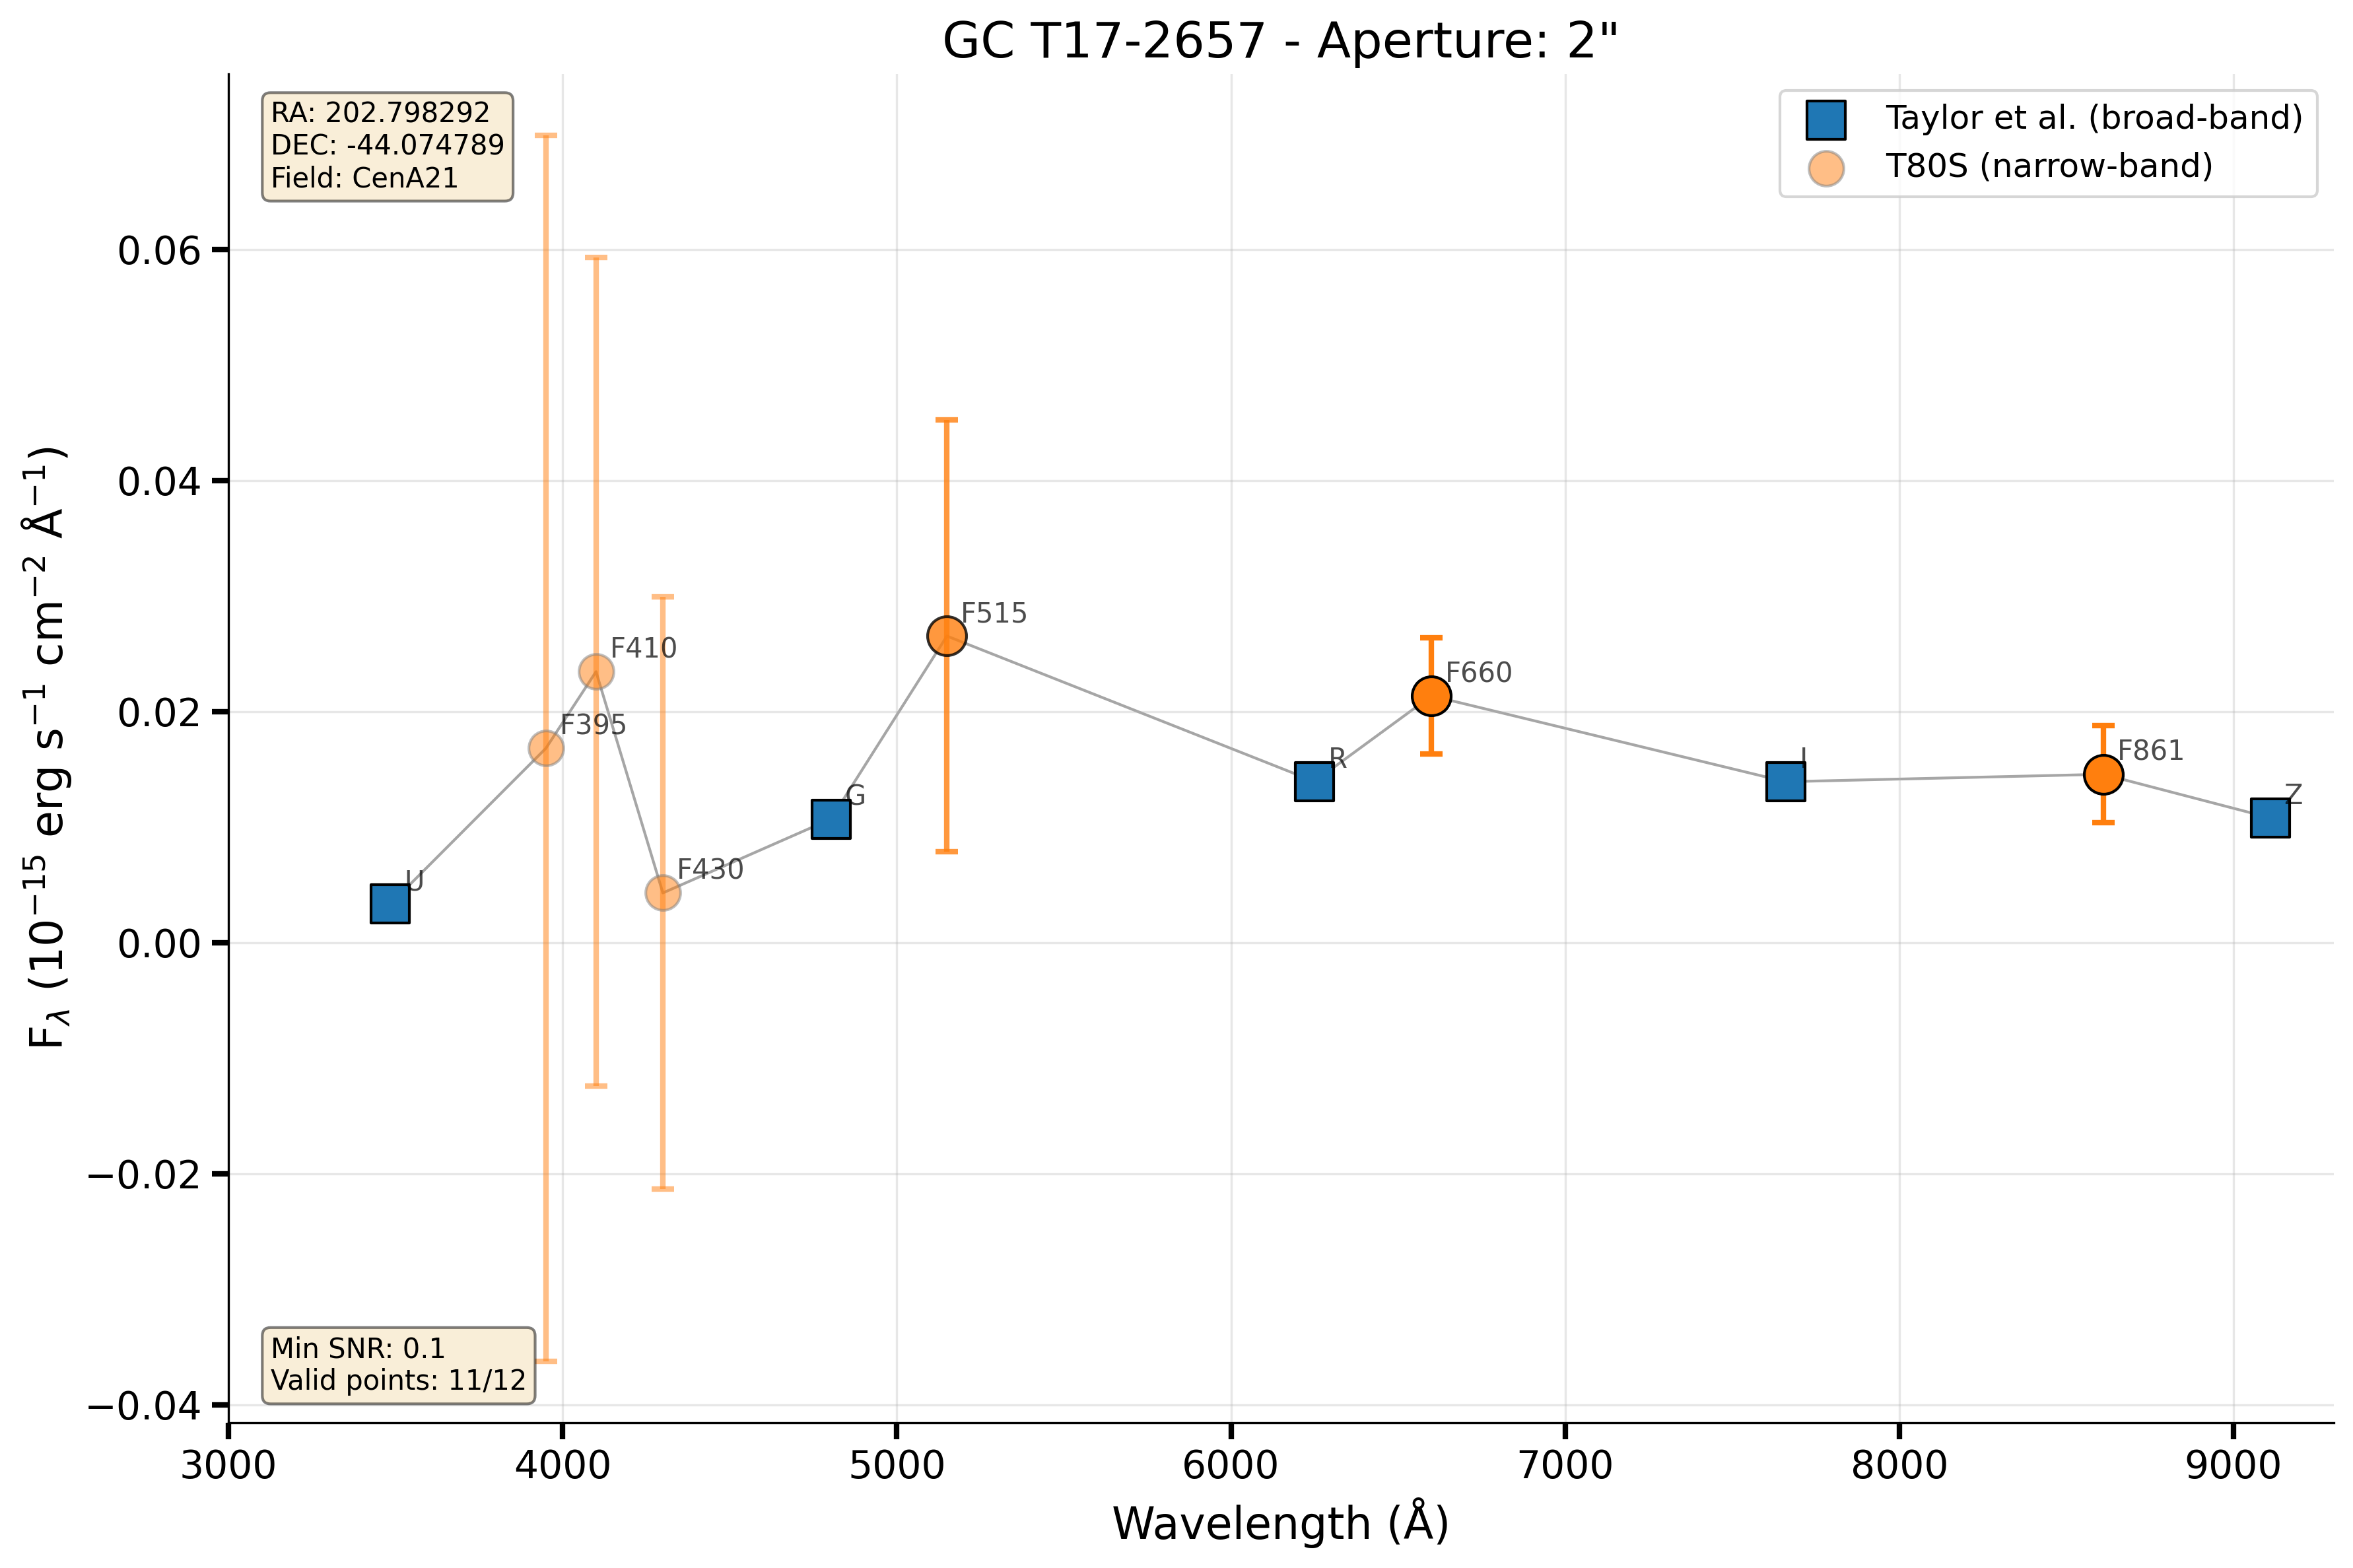 GC T17-2657 - Aperture: 2"
RA: 202.798292
DEC: -44.074789
Field: CenA21
Taylor et al. (broad-band)
T80S (narrow-band)
0.06
0.04
0.02
0.00
−0.02
−0.04
F_λ (10⁻¹⁵ erg s⁻¹ cm⁻² Å⁻¹)
U
F395
F410
F430
G
F515
R
F660
I
F861
Z
Min SNR: 0.1
Valid points: 11/12
3000 4000 5000 6000 7000 8000 9000
Wavelength (Å)